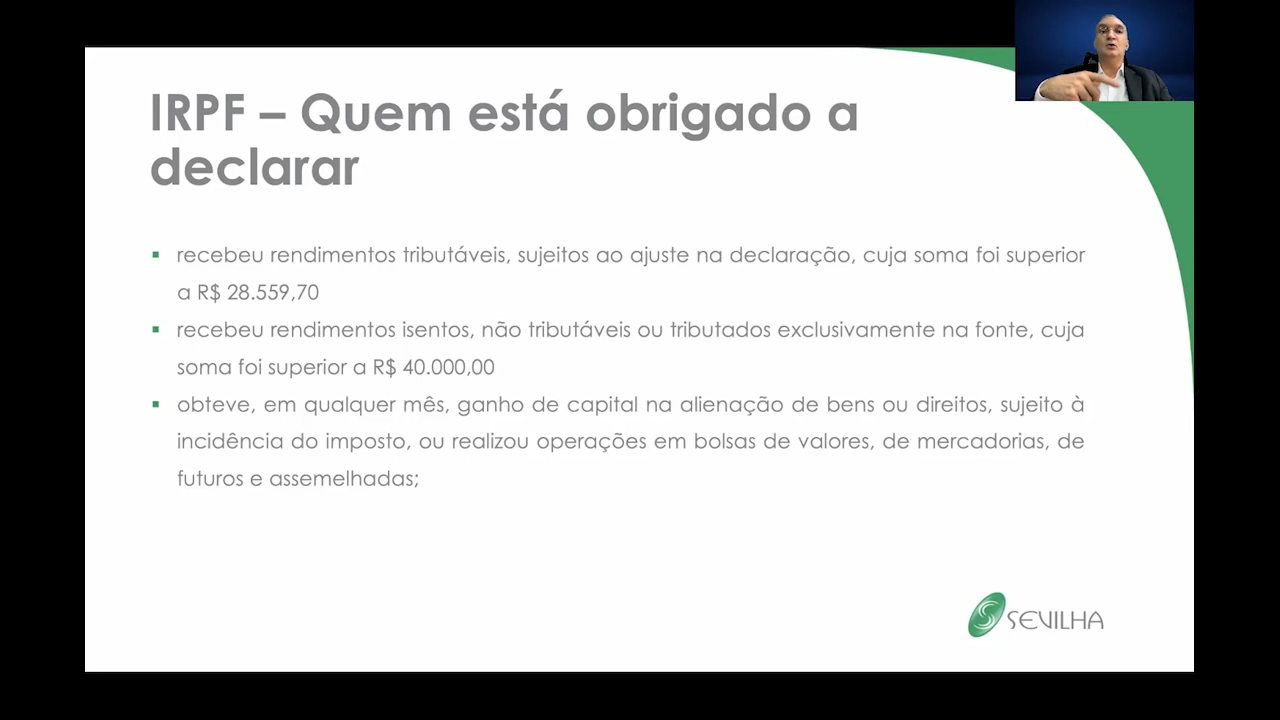 IRPF – Quem está obrigado a
declarar
▪ recebeu rendimentos tributáveis, sujeitos ao ajuste na declaração, cuja soma foi superior
a R$ 28.559,70
▪ recebeu rendimentos isentos, não tributáveis ou tributados exclusivamente na fonte, cuja
soma foi superior a R$ 40.000,00
▪ obteve, em qualquer mês, ganho de capital na alienação de bens ou direitos, sujeito à
incidência do imposto, ou realizou operações em bolsas de valores, de mercadorias, de
futuros e assemelhadas;
SEVILHA